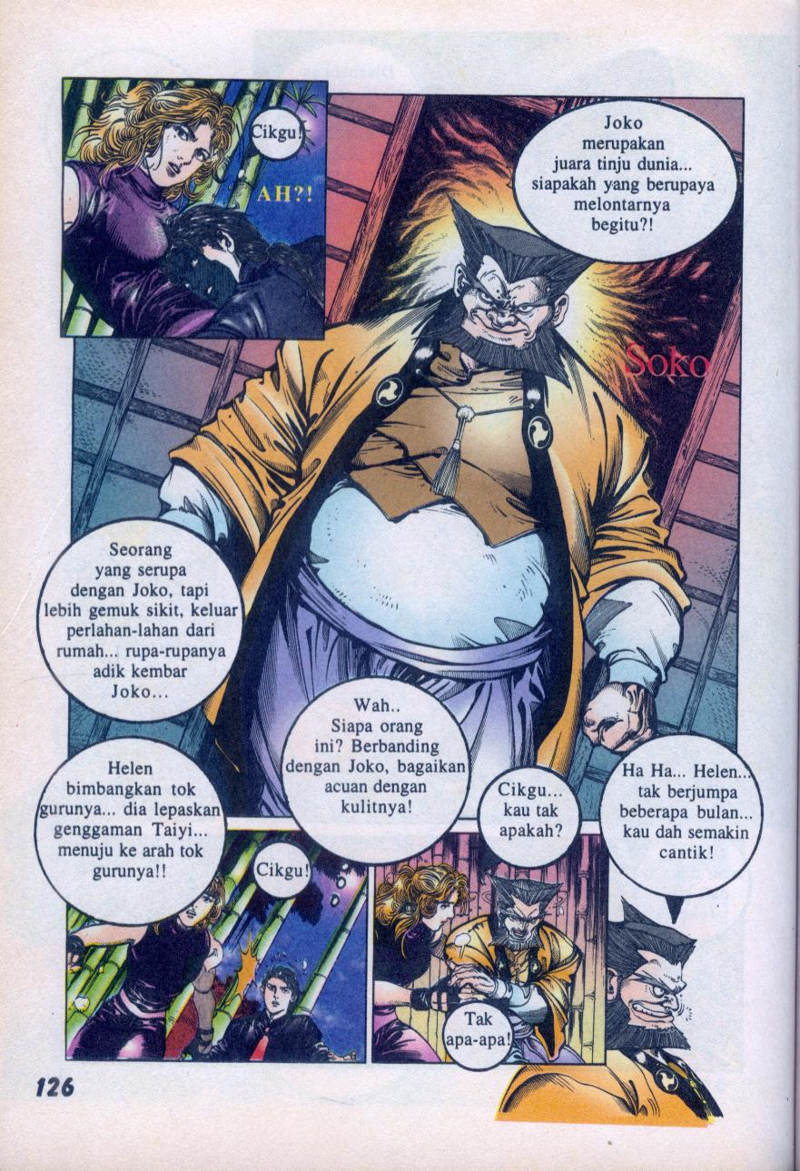 Cikgu!
AH?!
Joko
merupakan
juara tinju dunia...
siapakah yang berupaya
melontarnya
begitu?!
Soko
Seorang
yang serupa
dengan Joko, tapi
lebih gemuk sikit, keluar
perlahan-lahan dari
rumah... rupa-rupanya
adik kembar
Joko...
Wah..
Siapa orang
ini? Berbanding
dengan Joko, bagaikan
acuan dengan
kulitnya!
Helen
bimbangkan tok
gurunya... dia lepaskan
genggaman Taiyi...
menuju ke arah tok
gurunya!!
Cikgu!
Cikgu...
kau tak
apakah?
Tak
apa-apa!
Ha Ha... Helen...
tak berjumpa
beberapa bulan...
kau dah semakin
cantik!
126